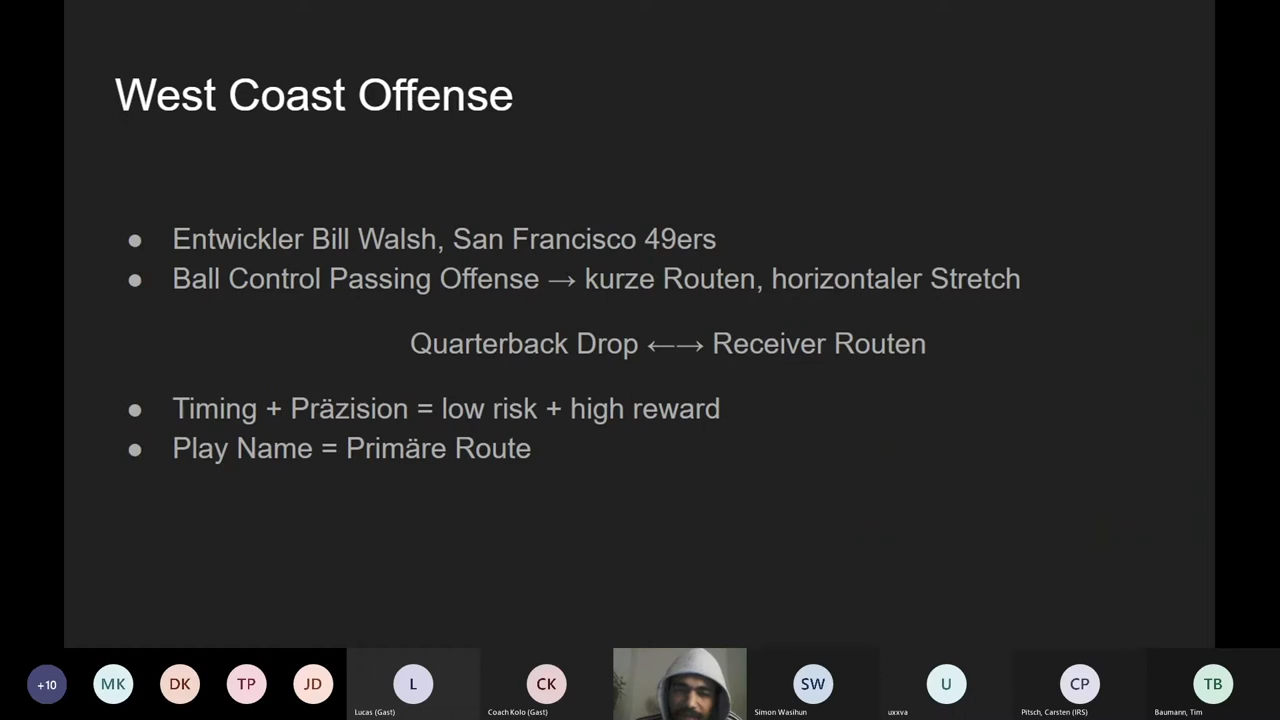 West Coast Offense
● Entwickler Bill Walsh, San Francisco 49ers
● Ball Control Passing Offense → kurze Routen, horizontaler Stretch
Quarterback Drop ←→ Receiver Routen
● Timing + Präzision = low risk + high reward
● Play Name = Primäre Route
+10 MK DK TP JD L CK SW U CP TB
Lucas (Gast) Coach Kolo (Gast) Simon Wasihun uxxva Pitsch, Carsten (IRS) Baumann, Tim